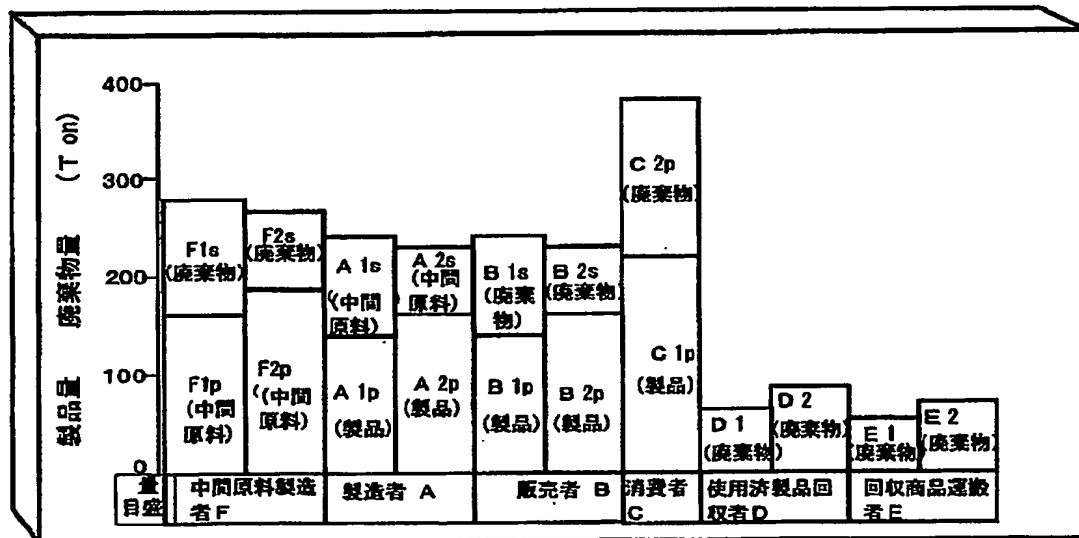 製品量 廃棄物量 (Ton)
400
300
200
100
0
F1s
(廃棄物)
F1p
(中間
原料)
F2s
(廃棄物)
F2p
((中間
原料)
A 1s
((中間
原料)
A 1p
(製品)
A 2s
(中間
原料)
A 2p
(製品)
B 1s
(廃棄
物)
B 1p
(製品)
B 2s
(廃棄物)
B 2p
(製品)
C 2p
(廃棄物)
C 1p
(製品)
D 1
(廃棄物)
D 2
(廃棄物)
E 1
(廃棄物)
E 2
(廃棄物)
量
目盛
中間原料製造
者F
製造者 A
販売者 B
消費者
C
使用済製品回
収者D
回収商品運搬
者E